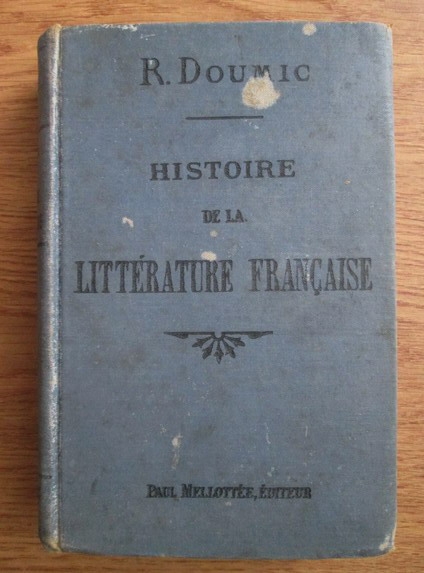 R. DOUMIC
HISTOIRE
DE LA
LITTÉRATURE FRANÇAISE
PAUL MELLOTTÉE, ÉDITEUR